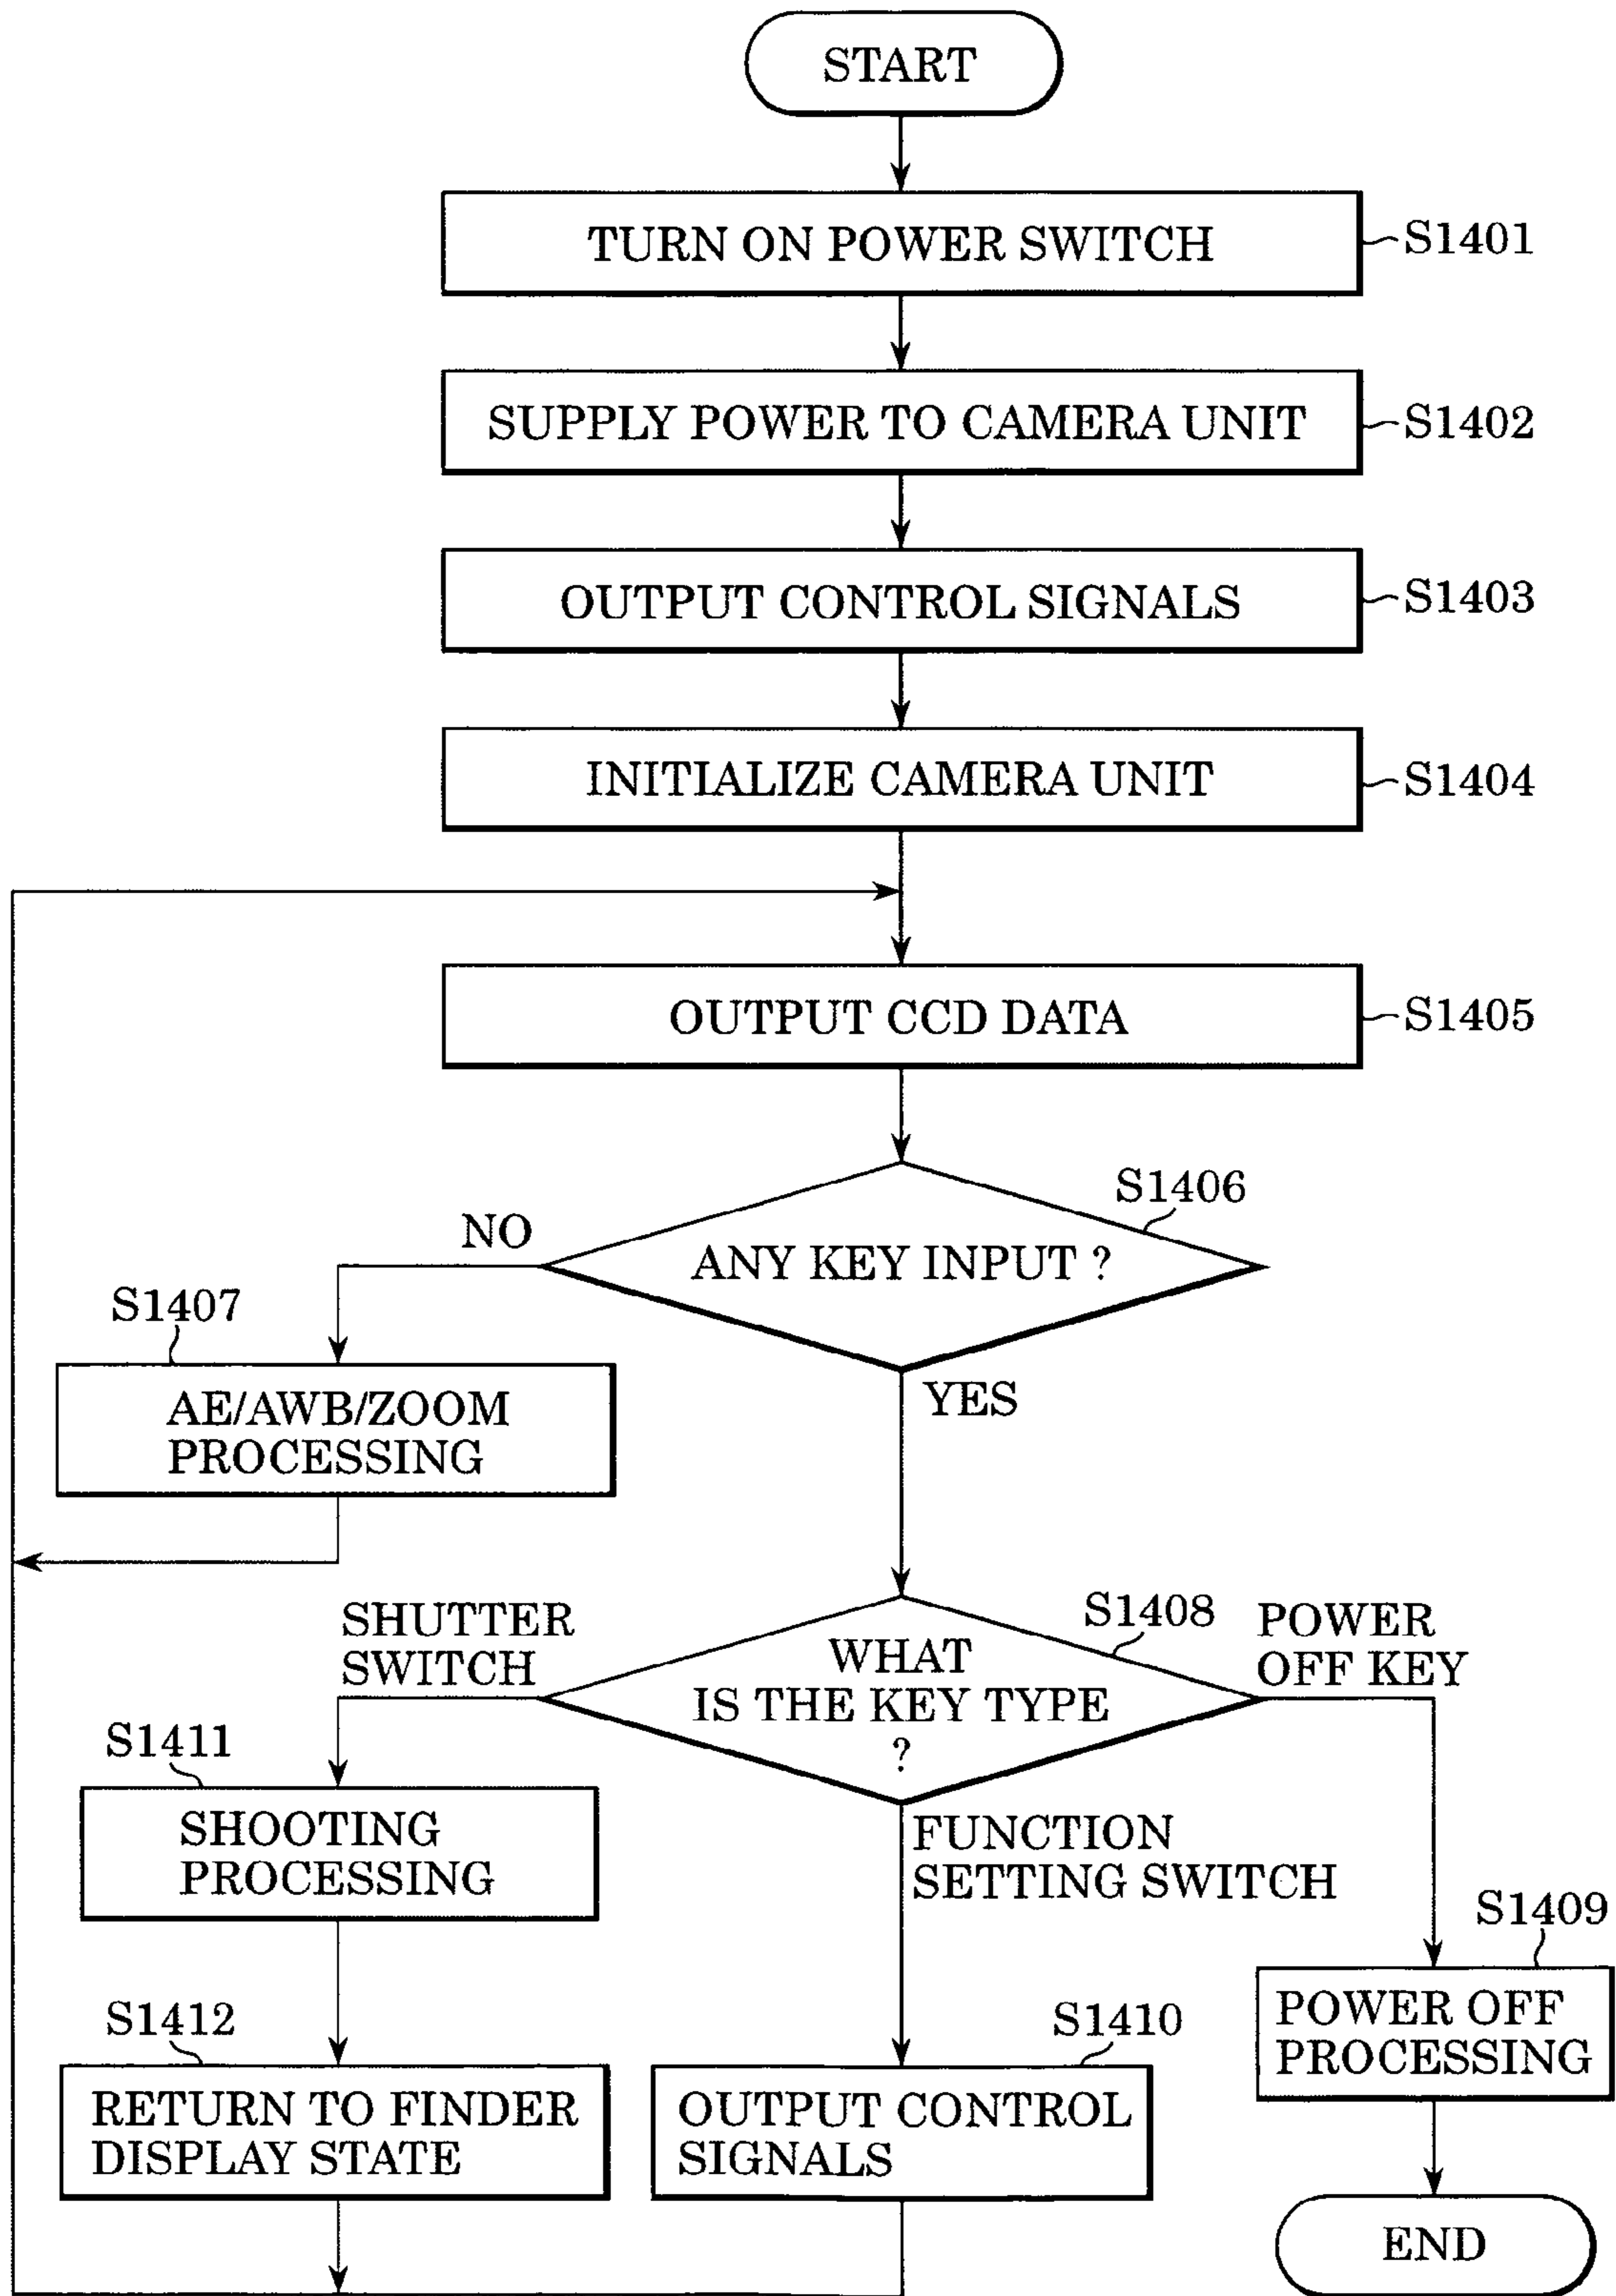 START
TURN ON POWER SWITCH
S1401
SUPPLY POWER TO CAMERA UNIT
S1402
OUTPUT CONTROL SIGNALS
S1403
INITIALIZE CAMERA UNIT
S1404
OUTPUT CCD DATA
S1405
S1406
NO
ANY KEY INPUT ?
S1407
YES
AE/AWB/ZOOM
PROCESSING
SHUTTER
SWITCH
S1408
POWER
OFF KEY
WHAT
IS THE KEY TYPE
?
S1411
SHOOTING
PROCESSING
FUNCTION
SETTING SWITCH
S1409
POWER OFF
PROCESSING
S1412
RETURN TO FINDER
DISPLAY STATE
S1410
OUTPUT CONTROL
SIGNALS
END